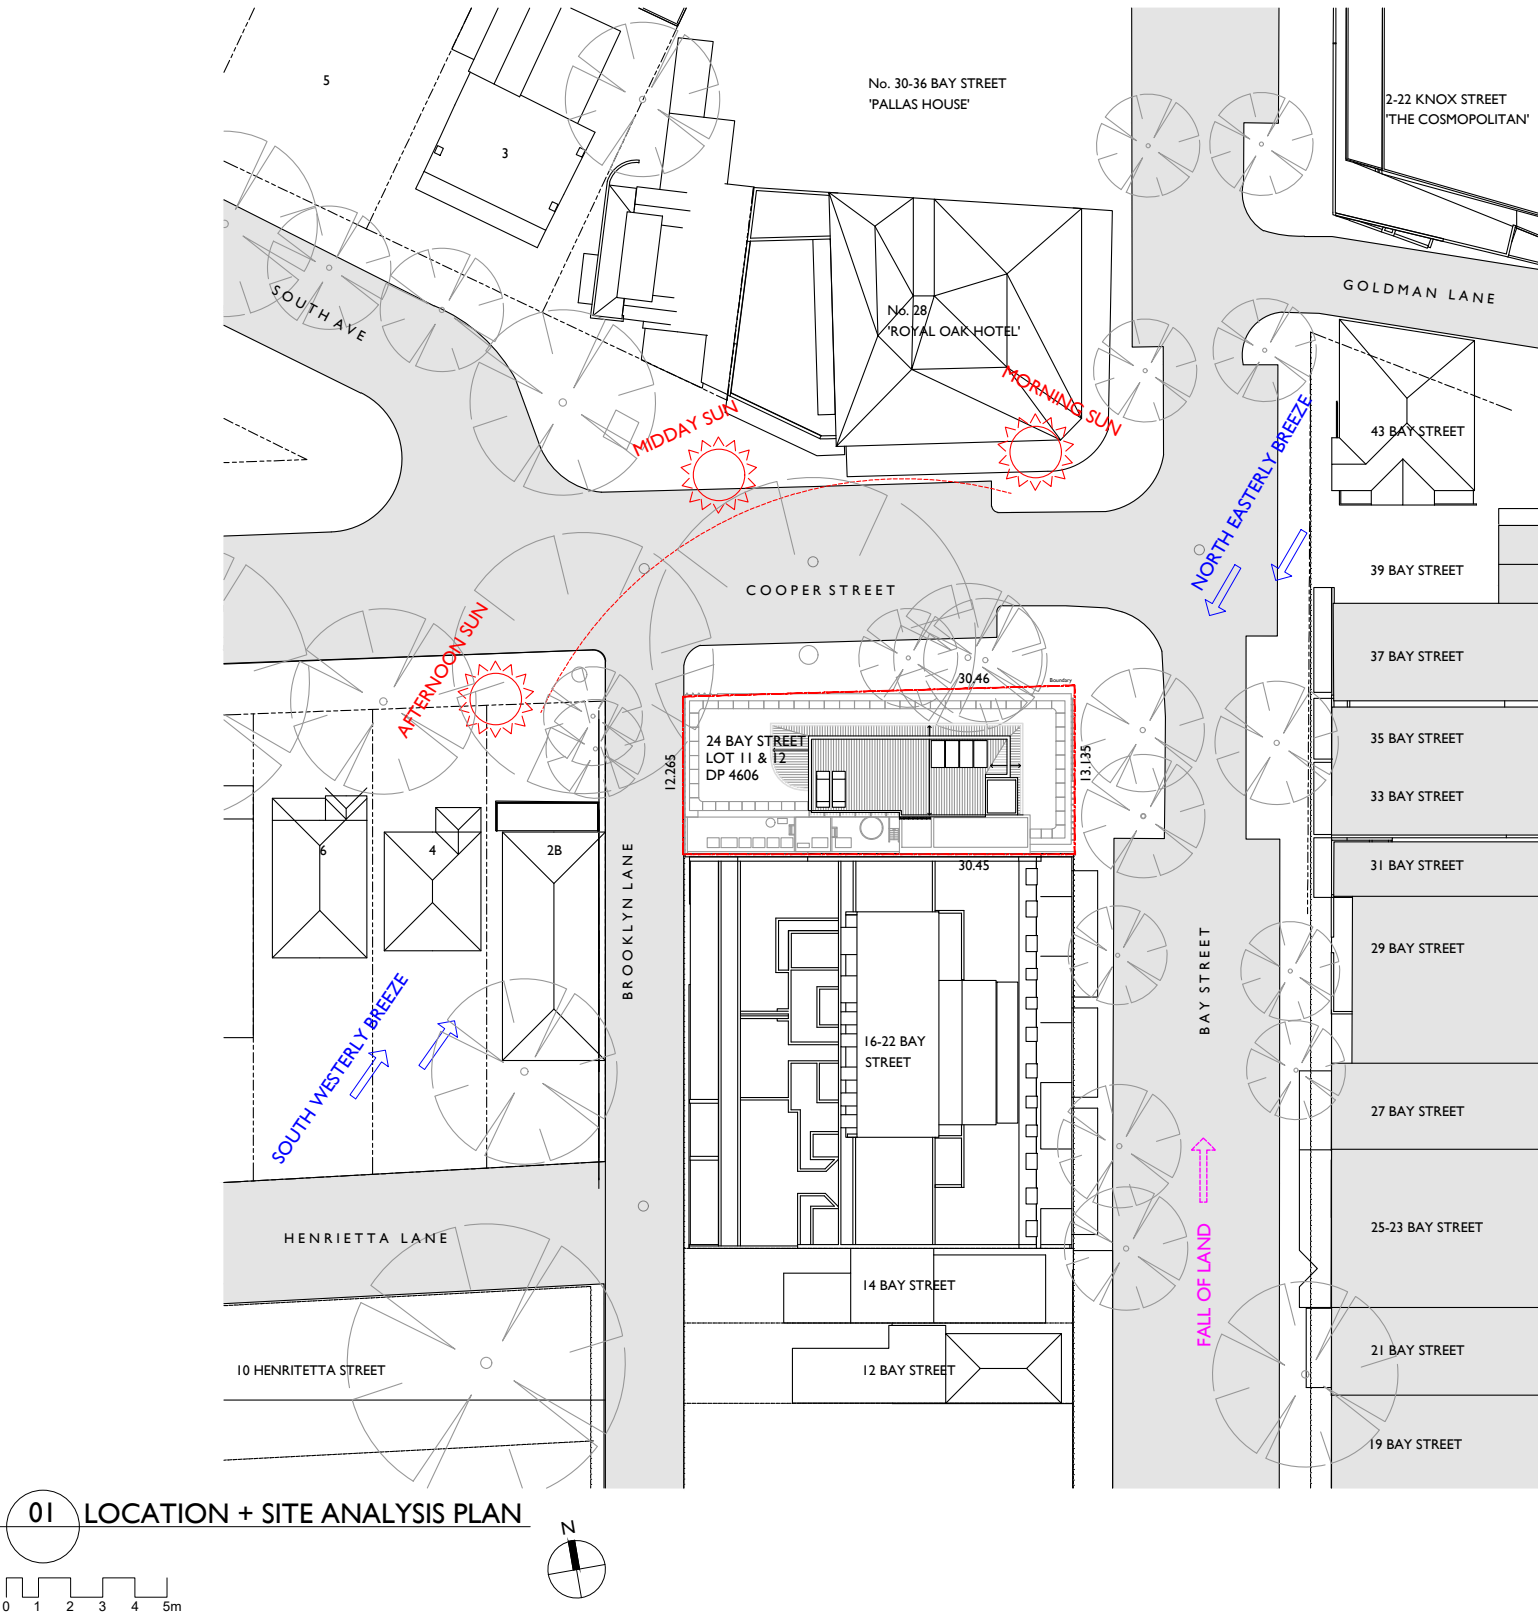 5
No. 30-36 BAY STREET
'PALLAS HOUSE'
2-22 KNOX STREET
'THE COSMOPOLITAN'
3
SOUTH AVE
GOLDMAN LANE
No. 28
'ROYAL OAK HOTEL'
MORNING SUN
MIDDAY SUN
43 BAY STREET
NORTH EASTERLY BREEZE
39 BAY STREET
COOPER STREET
AFTERNOON SUN
37 BAY STREET
30.46
Boundary
24 BAY STREET
LOT 11 & 12
DP 4606
12.265
13.135
35 BAY STREET
33 BAY STREET
6
4
2B
30.45
31 BAY STREET
BROOKLYN LANE
BAY STREET
29 BAY STREET
SOUTH WESTERLY BREEZE
16-22 BAY
STREET
27 BAY STREET
HENRIETTA LANE
FALL OF LAND
25-23 BAY STREET
14 BAY STREET
10 HENRITETTA STREET
12 BAY STREET
21 BAY STREET
19 BAY STREET
01 LOCATION + SITE ANALYSIS PLAN
N
0 1 2 3 4 5m